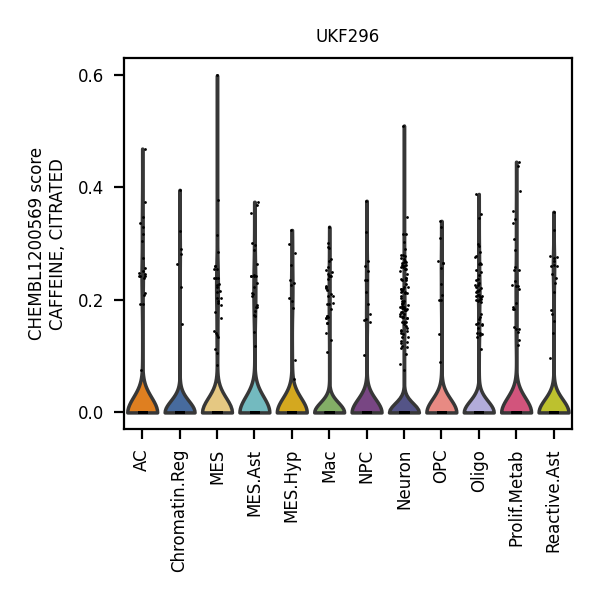 UKF296
CHEMBL1200569 score
CAFFEINE, CITRATED
0.6
0.4
0.2
0.0
AC
Chromatin.Reg
MES
MES.Ast
MES.Hyp
Mac
NPC
Neuron
OPC
Oligo
Prolif.Metab
Reactive.Ast